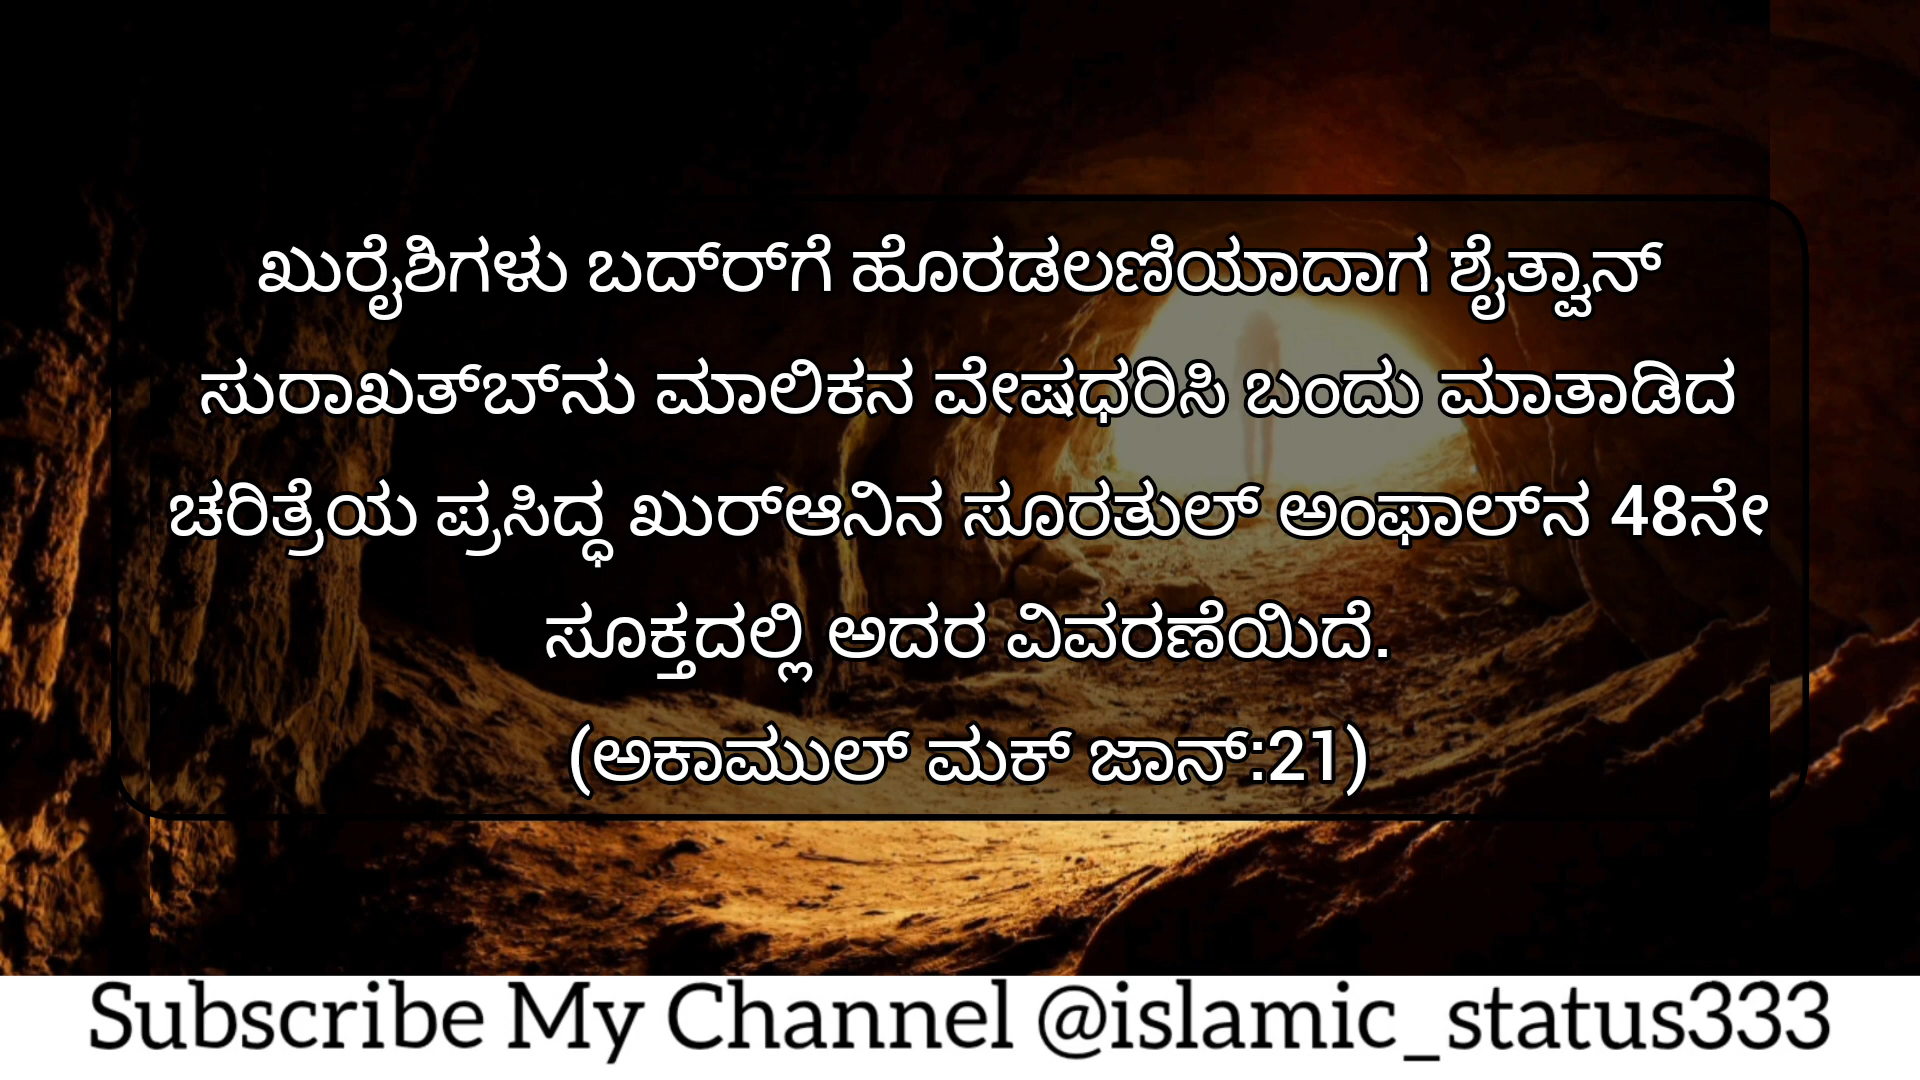 ಖುರೈಶಿಗಳು ಬದ್‌ರ್‌ಗೆ ಹೊರಡಲಣಿಯಾದಾಗ ಶೈತ್ವಾನ್
ಸುರಾಖತ್‌ಬ್‌ನು ಮಾಲಿಕನ ವೇಷಧರಿಸಿ ಬಂದು ಮಾತಾಡಿದ
ಚರಿತ್ರೆಯ ಪ್ರಸಿದ್ಧ ಖುರ್‌ಆನಿನ ಸೂರತುಲ್ ಅಂಫಾಲ್‌ನ 48ನೇ
ಸೂಕ್ತದಲ್ಲಿ ಅದರ ವಿವರಣೆಯಿದೆ.
(ಅಕಾಮುಲ್ ಮಕ್ ಜಾನ್:21)
Subscribe My Channel @islamic_status333